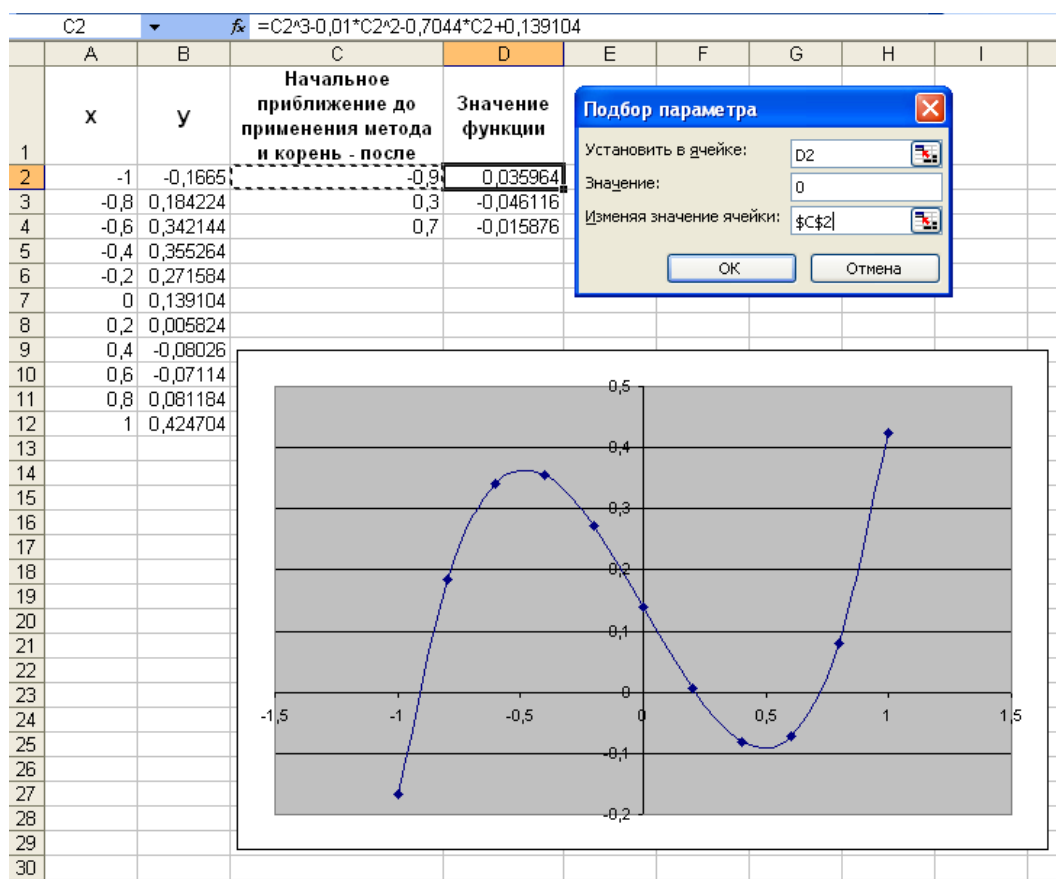 C2 fx =C2^3-0,01*C2^2-0,7044*C2+0,139104
A B C D E F G H I
1 x y Начальное приближение до применения метода и корень - после Значение функции
2 -1 -0,1665 -0,9 0,035964
3 -0,8 0,184224 0,3 -0,046116
4 -0,6 0,342144 0,7 -0,015876
5 -0,4 0,355264
6 -0,2 0,271584
7 0 0,139104
8 0,2 0,005824
9 0,4 -0,08026
10 0,6 -0,07114
11 0,8 0,081184
12 1 0,424704
13
14
15
16
17
18
19
20
21
22
23
24
25
26
27
28
29
30
Подбор параметра
Установить в ячейке: D2
Значение: 0
Изменяя значение ячейки: $C$2
ОК Отмена
0,5
0,4
0,3
0,2
0,1
0
-1,5 -1 -0,5 0 0,5 1 1,5
-0,1
-0,2